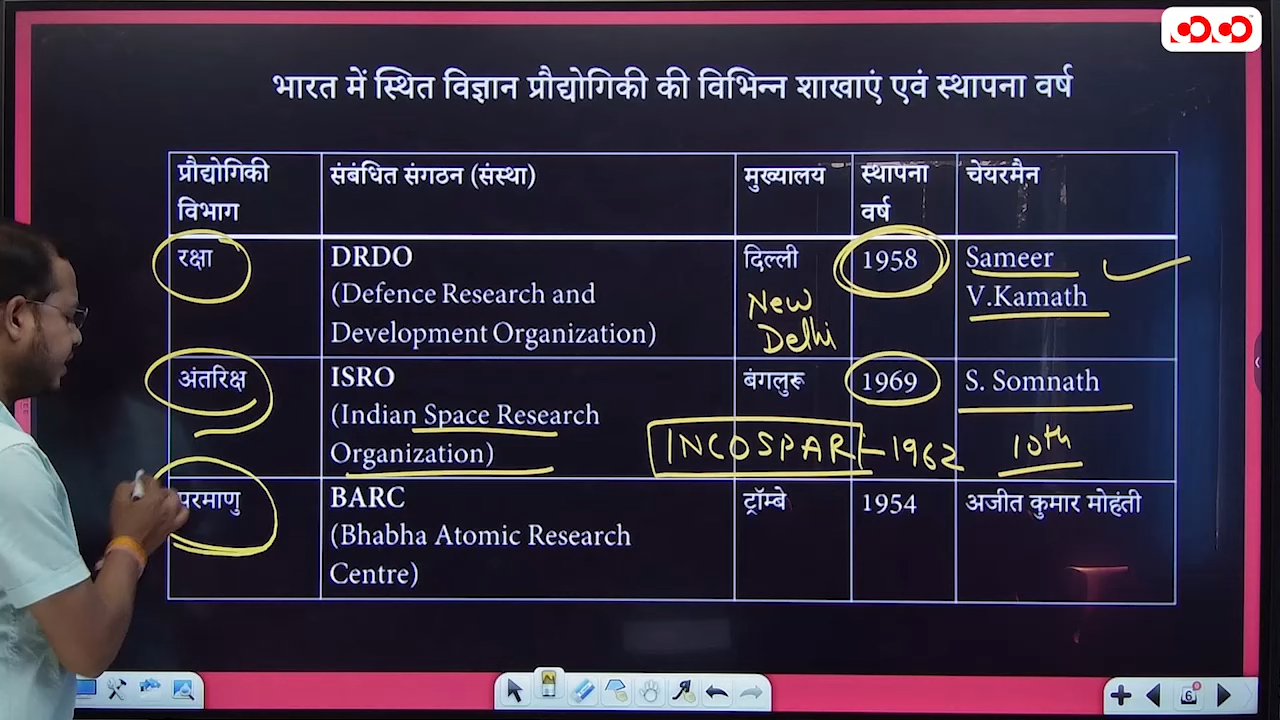 भारत में स्थित विज्ञान प्रौद्योगिकी की विभिन्न शाखाएं एवं स्थापना वर्ष
प्रौद्योगिकी
विभाग
संबंधित संगठन (संस्था)
मुख्यालय
स्थापना
वर्ष
चेयरमैन
रक्षा
DRDO
(Defence Research and
Development Organization)
दिल्ली
New
Delhi
1958
Sameer
V.Kamath
अंतरिक्ष
ISRO
(Indian Space Research
Organization)
बंगलुरू
1969
S. Somnath
INCOSPAR - 1962
10th
परमाणु
BARC
(Bhabha Atomic Research
Centre)
ट्रॉम्बे
1954
अजीत कुमार मोहंती
6